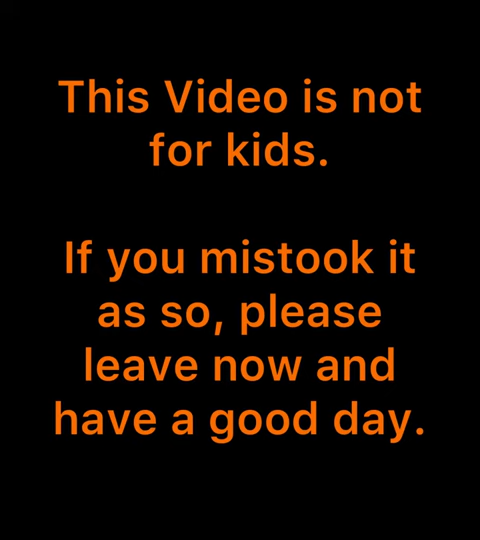 This Video is not
for kids.
If you mistook it
as so, please
leave now and
have a good day.